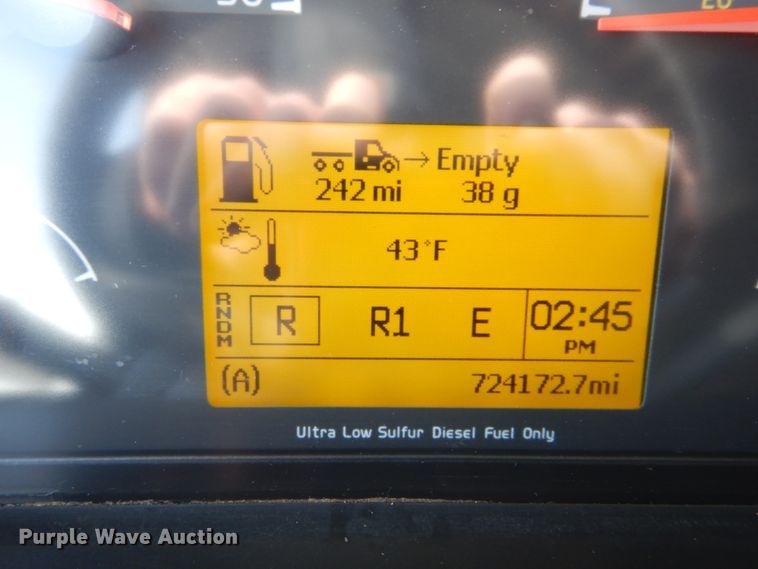 Empty
242 mi 38 g
43°F
RNDM R R1 E 02:45 PM
(A) 724172.7mi
Ultra Low Sulfur Diesel Fuel Only
Purple Wave Auction